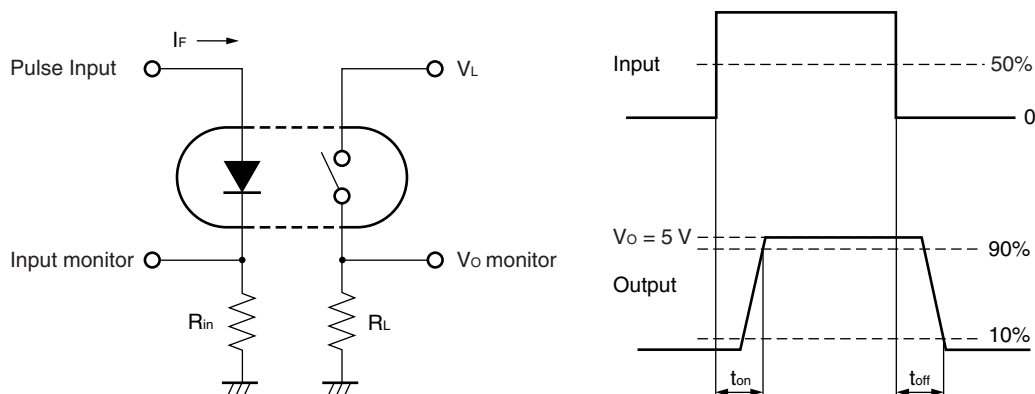 IF
Pulse Input
VL
Input monitor
VO monitor
Rin
RL
Input
50%
0
VO = 5 V
90%
Output
10%
ton
toff